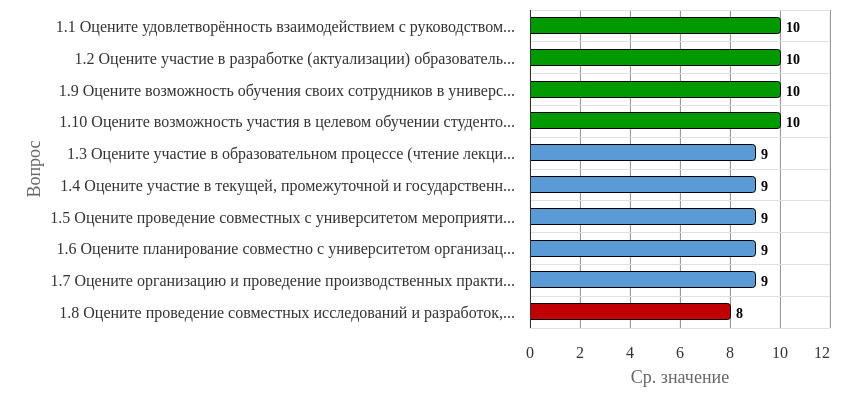 1.1 Оцените удовлетворённость взаимодействием с руководством... 10
1.2 Оцените участие в разработке (актуализации) образователь... 10
1.9 Оцените возможность обучения своих сотрудников в универс... 10
1.10 Оцените возможность участия в целевом обучении студенто... 10
1.3 Оцените участие в образовательном процессе (чтение лекци... 9
1.4 Оцените участие в текущей, промежуточной и государственн... 9
1.5 Оцените проведение совместных с университетом мероприяти... 9
1.6 Оцените планирование совместно с университетом организац... 9
1.7 Оцените организацию и проведение производственных практи... 9
1.8 Оцените проведение совместных исследований и разработок,... 8
Вопрос
0 2 4 6 8 10 12
Ср. значение